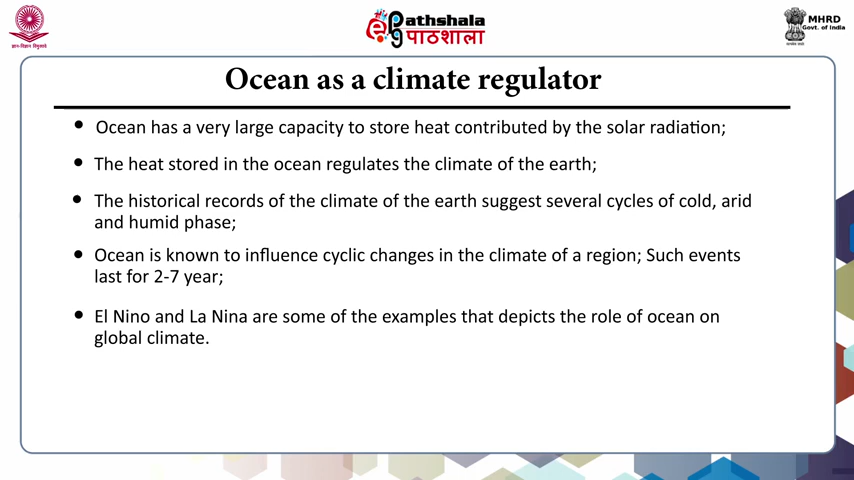 ePathshala
पाठशाला
MHRD
Govt. of India
Ocean as a climate regulator
• Ocean has a very large capacity to store heat contributed by the solar radiation;
• The heat stored in the ocean regulates the climate of the earth;
• The historical records of the climate of the earth suggest several cycles of cold, arid
and humid phase;
• Ocean is known to influence cyclic changes in the climate of a region; Such events
last for 2-7 year;
• El Nino and La Nina are some of the examples that depicts the role of ocean on
global climate.